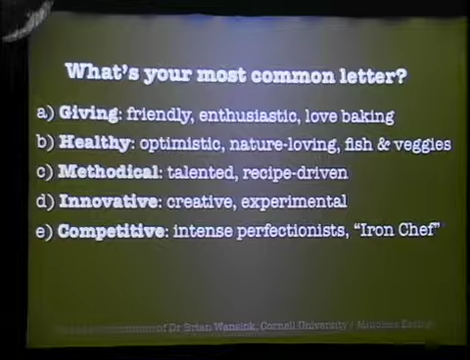 What's your most common letter?
a) Giving: friendly, enthusiastic, love baking
b) Healthy: optimistic, nature-loving, fish & veggies
c) Methodical: talented, recipe-driven
d) Innovative: creative, experimental
e) Competitive: intense perfectionists, “Iron Chef”
of Dr Brian Wansink, Cornell University /